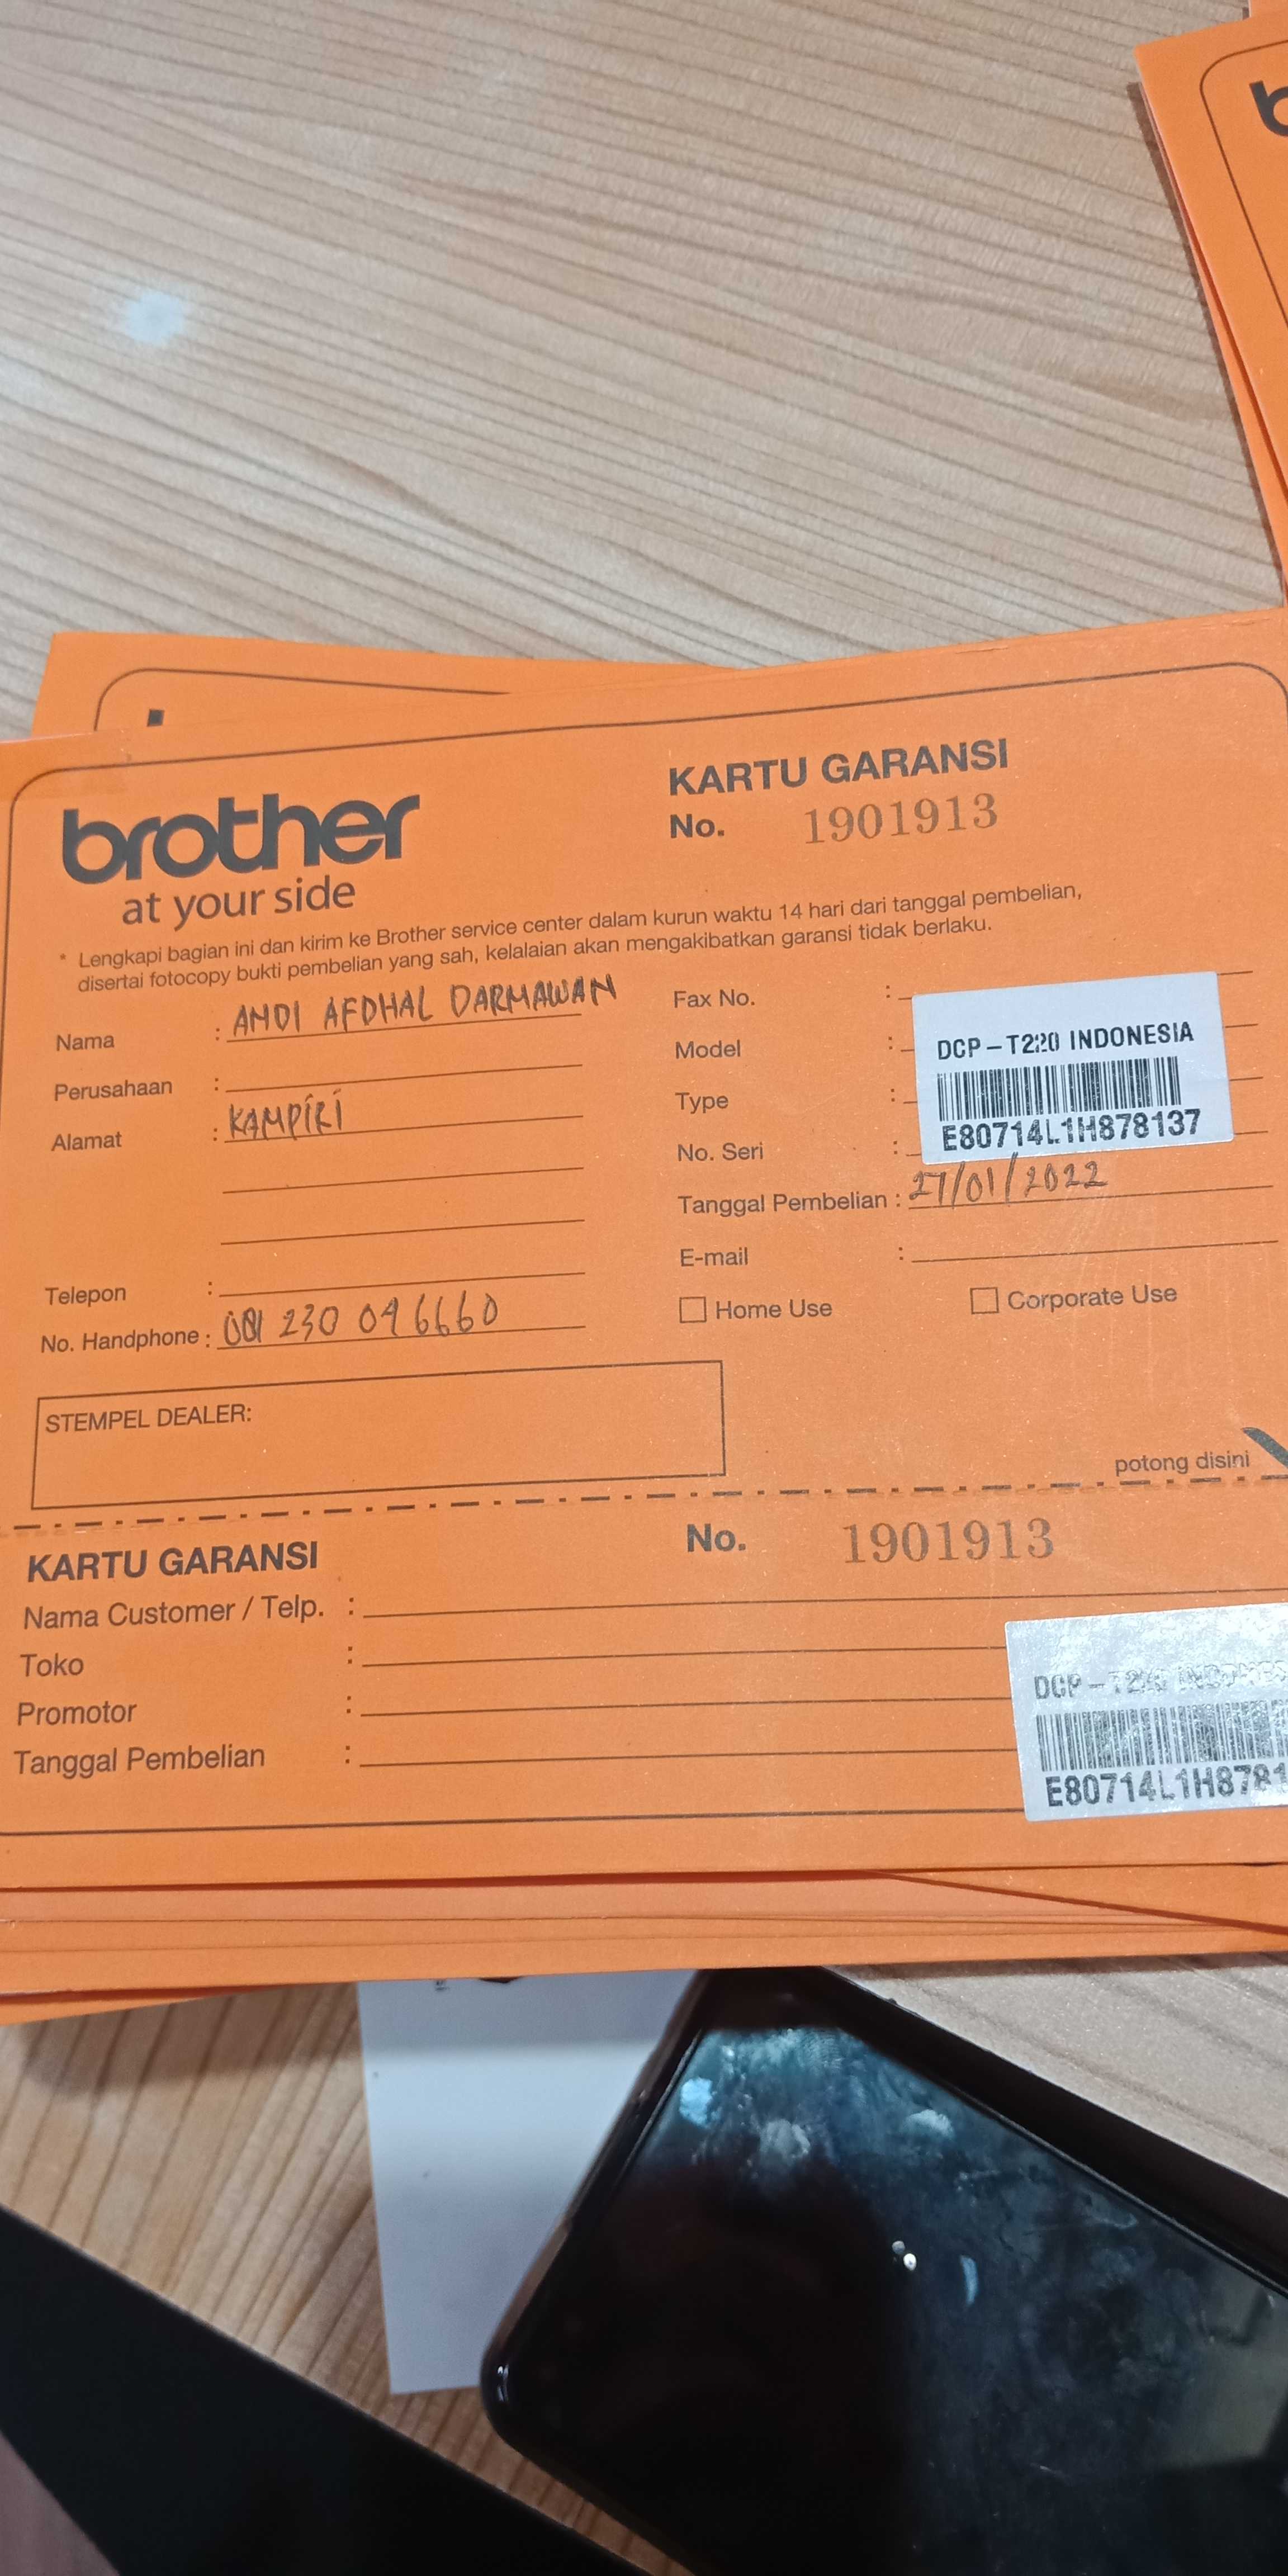 brother
at your side
KARTU GARANSI
No. 1901913
* Lengkapi bagian ini dan kirim ke Brother service center dalam kurun waktu 14 hari dari tanggal pembelian,
disertai fotocopy bukti pembelian yang sah, kelalaian akan mengakibatkan garansi tidak berlaku.
Nama : ANDI AFDHAL DARMAWAN
Perusahaan :
Alamat : KAMPIRI
Telepon :
No. Handphone : 081 230 096660
Fax No. :
Model :
Type :
No. Seri :
DCP-T220 INDONESIA
E80714L1H878137
Tanggal Pembelian : 27/01/2022
E-mail :
Home Use
Corporate Use
STEMPEL DEALER:
potong disini
KARTU GARANSI No. 1901913
Nama Customer / Telp. :
Toko :
Promotor :
Tanggal Pembelian :
E80714L1H8781